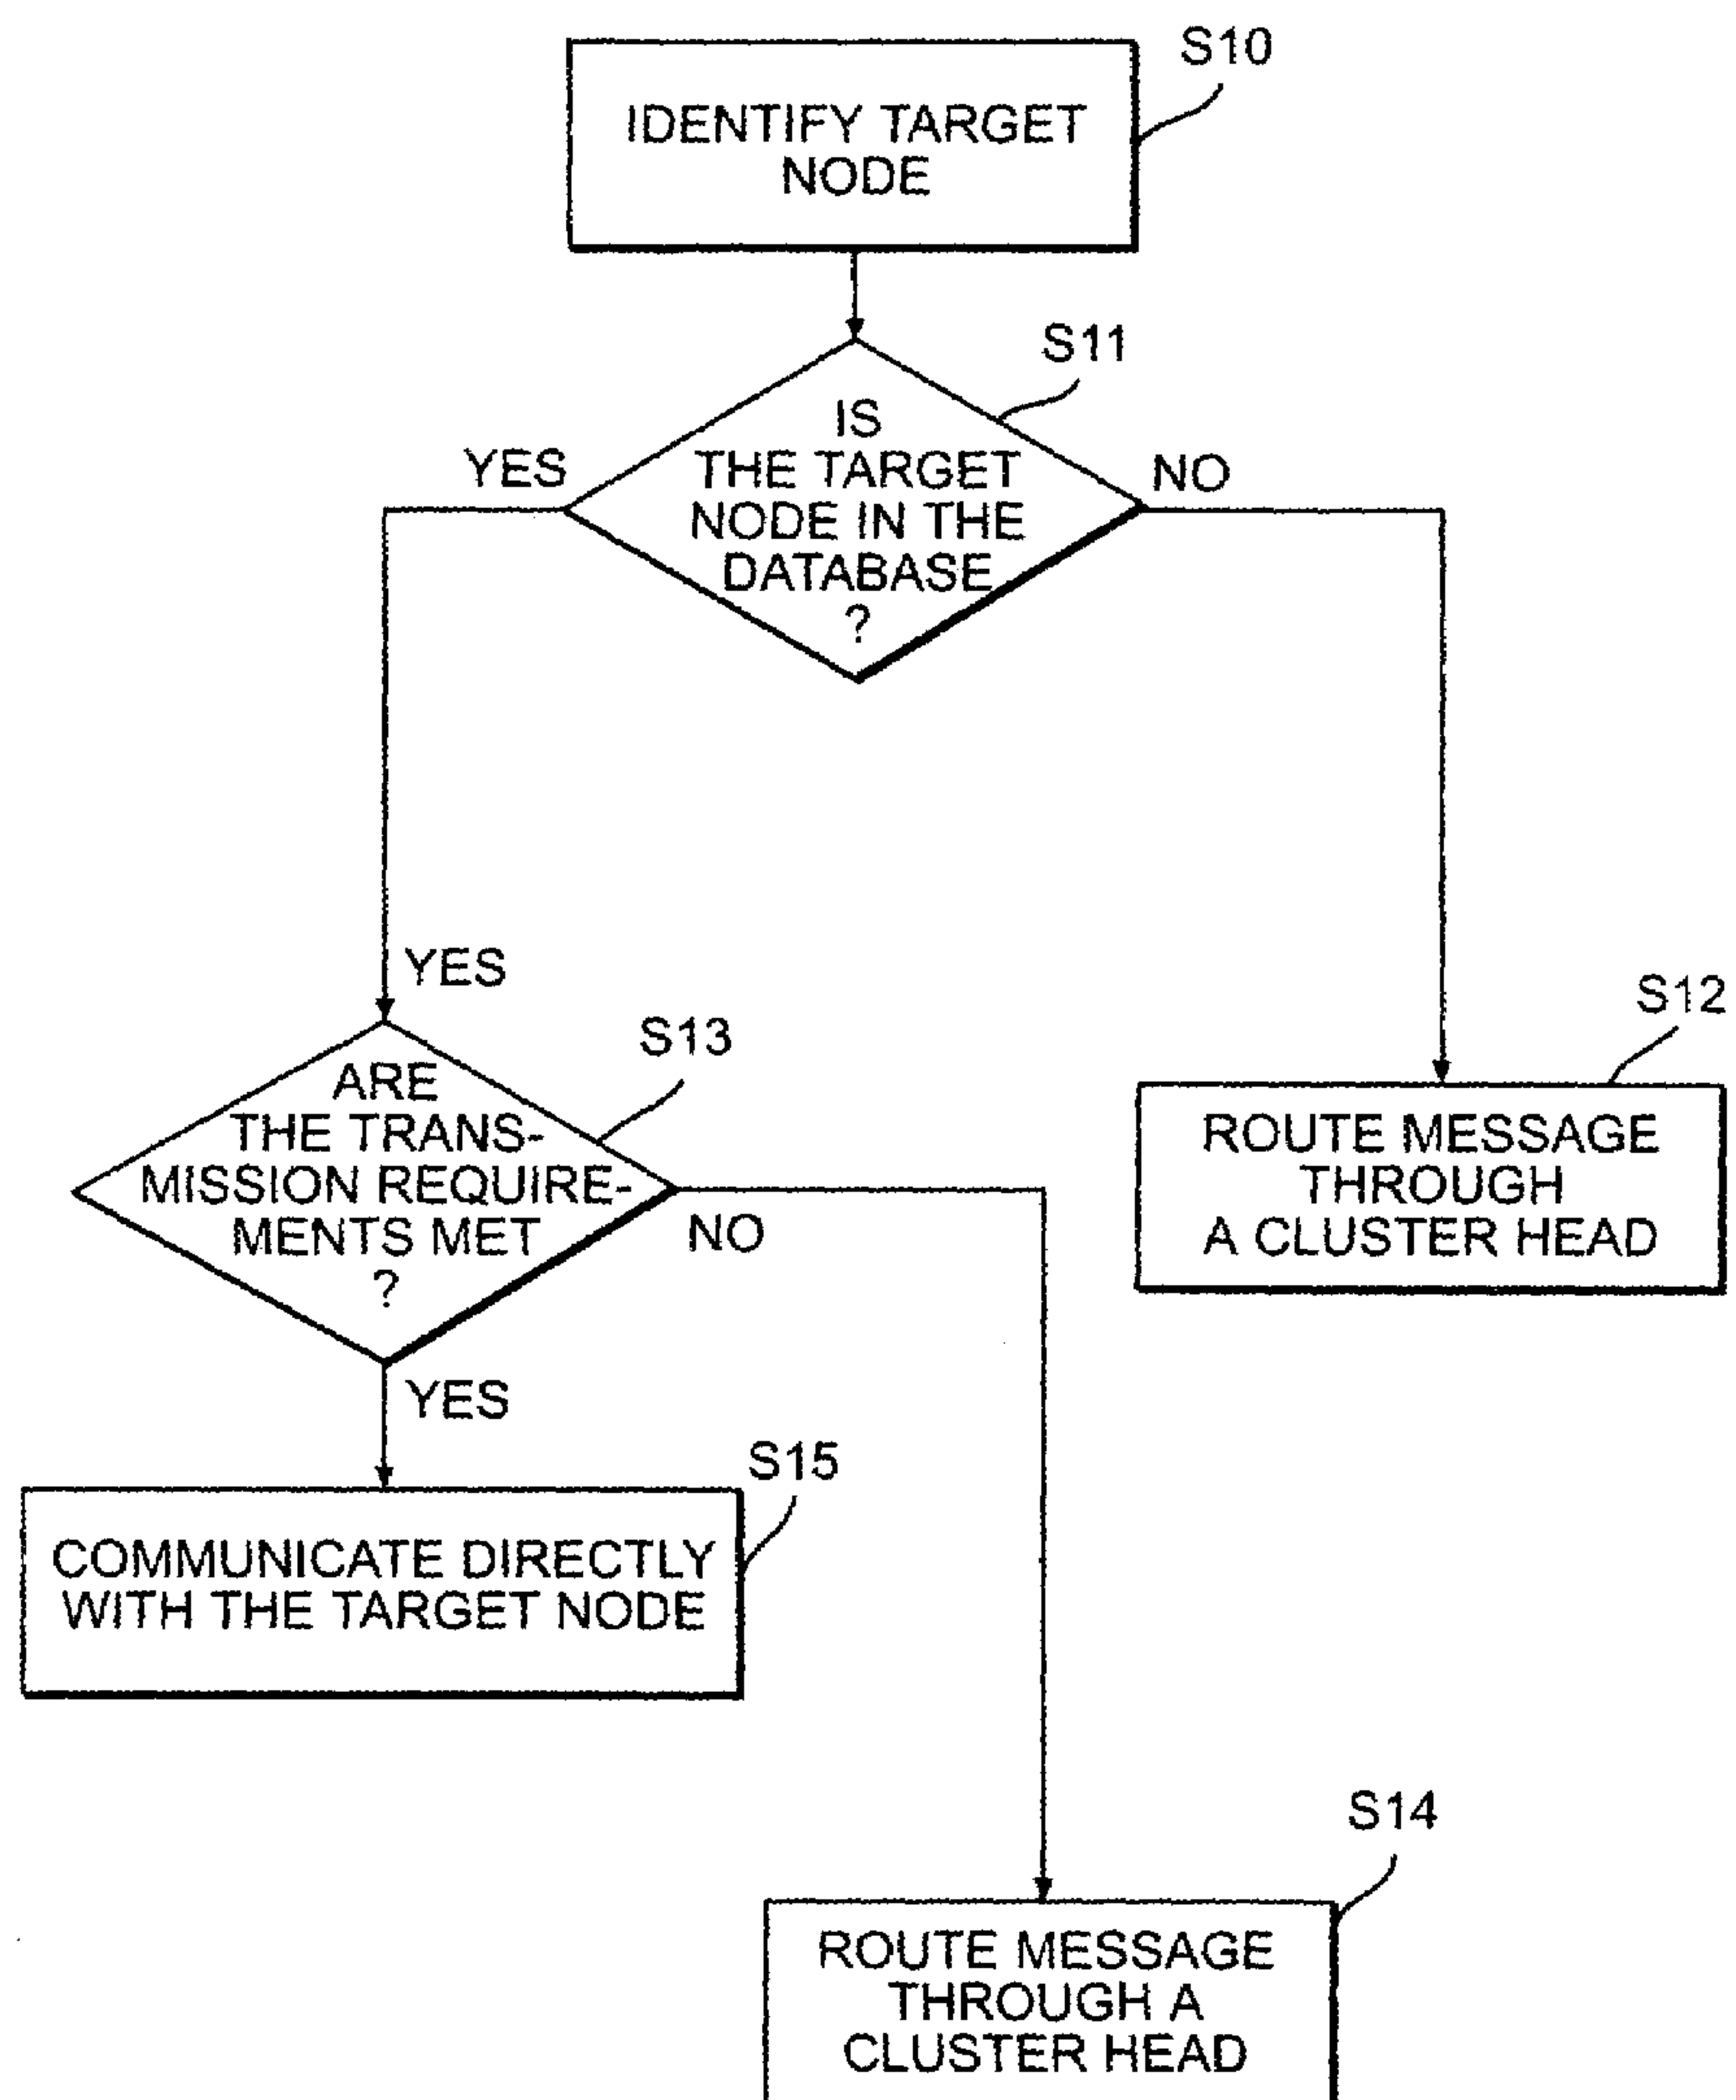 S10
IDENTIFY TARGET
NODE
S11
IS
THE TARGET
NODE IN THE
DATABASE
?
YES
NO
YES
S13
ARE
THE TRANS-
MISSION REQUIRE-
MENTS MET
?
NO
YES
S12
ROUTE MESSAGE
THROUGH
A CLUSTER HEAD
S15
COMMUNICATE DIRECTLY
WITH THE TARGET NODE
S14
ROUTE MESSAGE
THROUGH A
CLUSTER HEAD